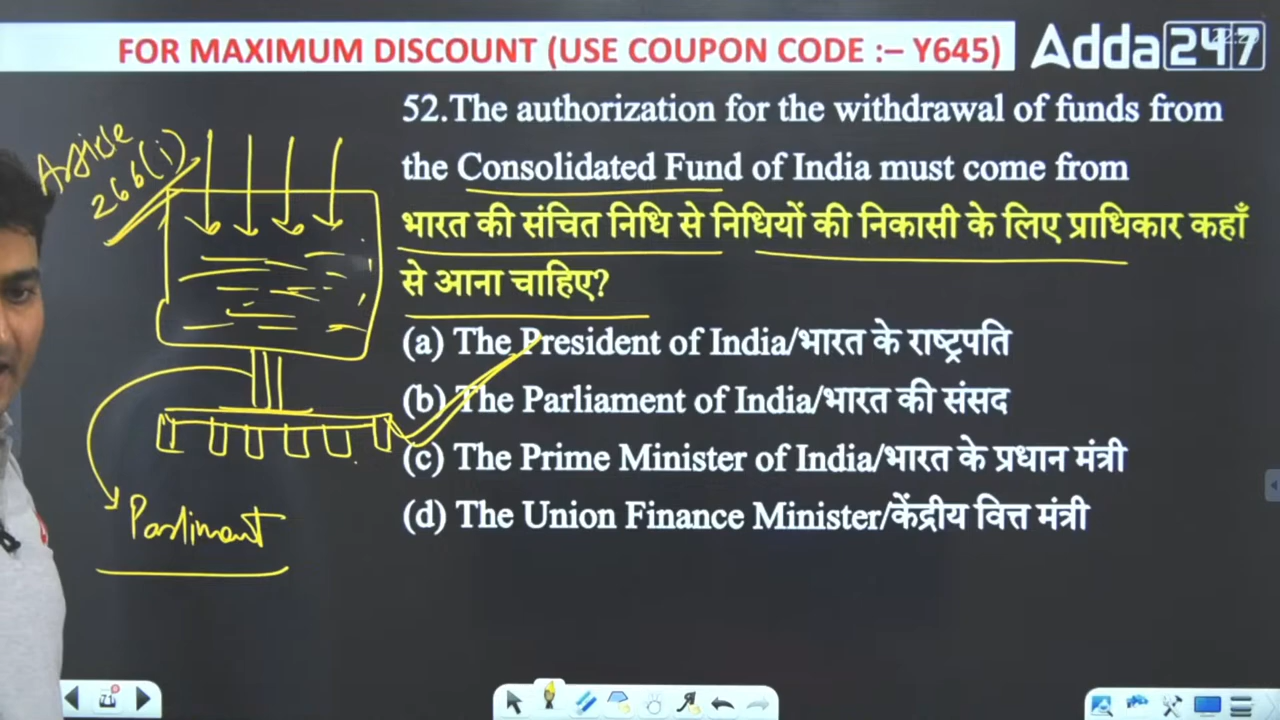 FOR MAXIMUM DISCOUNT (USE COUPON CODE :– Y645)
Adda247
52.The authorization for the withdrawal of funds from
the Consolidated Fund of India must come from
भारत की संचित निधि से निधियों की निकासी के लिए प्राधिकार कहाँ
से आना चाहिए?
(a) The President of India/भारत के राष्ट्रपति
(b) The Parliament of India/भारत की संसद
(c) The Prime Minister of India/भारत के प्रधान मंत्री
(d) The Union Finance Minister/केंद्रीय वित्त मंत्री
Article
266(i)
Parliment
71